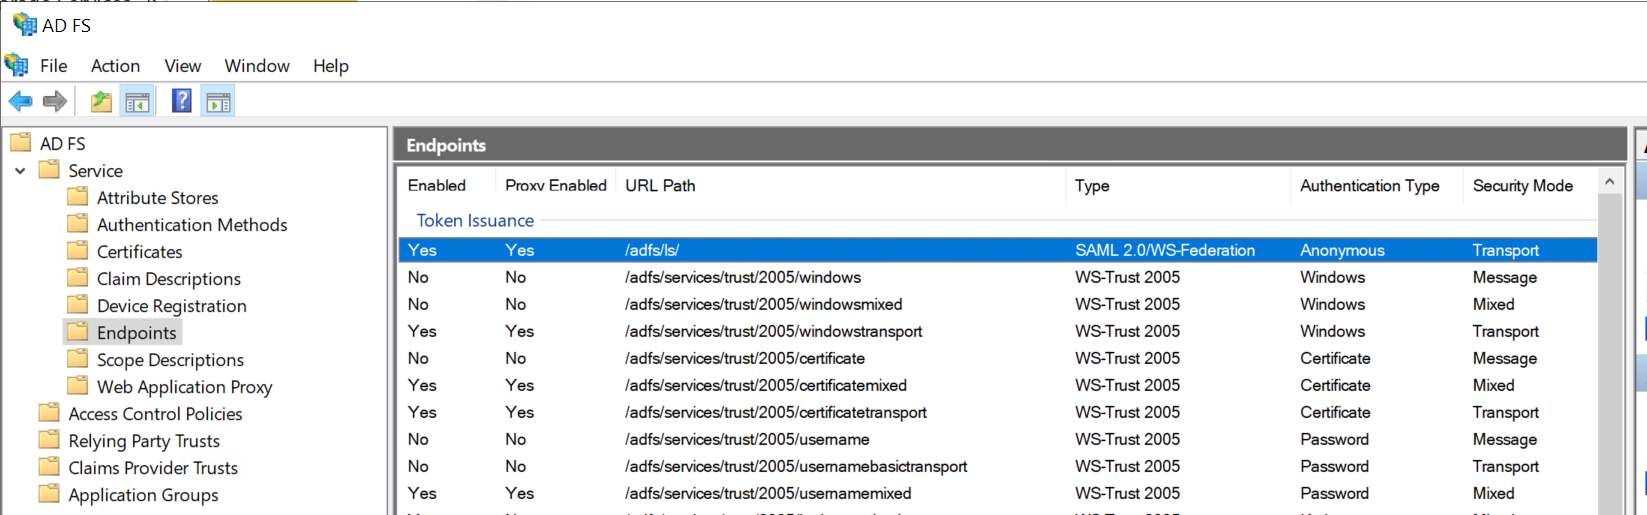 AD FS
File Action View Window Help
AD FS
Service
Attribute Stores
Authentication Methods
Certificates
Claim Descriptions
Device Registration
Endpoints
Scope Descriptions
Web Application Proxy
Access Control Policies
Relying Party Trusts
Claims Provider Trusts
Application Groups
Endpoints
Enabled Proxy Enabled URL Path Type Authentication Type Security Mode
Token Issuance
Yes Yes /adfs/ls/ SAML 2.0/WS-Federation Anonymous Transport
No No /adfs/services/trust/2005/windows WS-Trust 2005 Windows Message
No No /adfs/services/trust/2005/windowsmixed WS-Trust 2005 Windows Mixed
Yes Yes /adfs/services/trust/2005/windowstransport WS-Trust 2005 Windows Transport
No No /adfs/services/trust/2005/certificate WS-Trust 2005 Certificate Message
Yes Yes /adfs/services/trust/2005/certificatemixed WS-Trust 2005 Certificate Mixed
Yes Yes /adfs/services/trust/2005/certificatetransport WS-Trust 2005 Certificate Transport
No No /adfs/services/trust/2005/username WS-Trust 2005 Password Message
No No /adfs/services/trust/2005/usernamebasictransport WS-Trust 2005 Password Transport
Yes Yes /adfs/services/trust/2005/usernamemixed WS-Trust 2005 Password Mixed